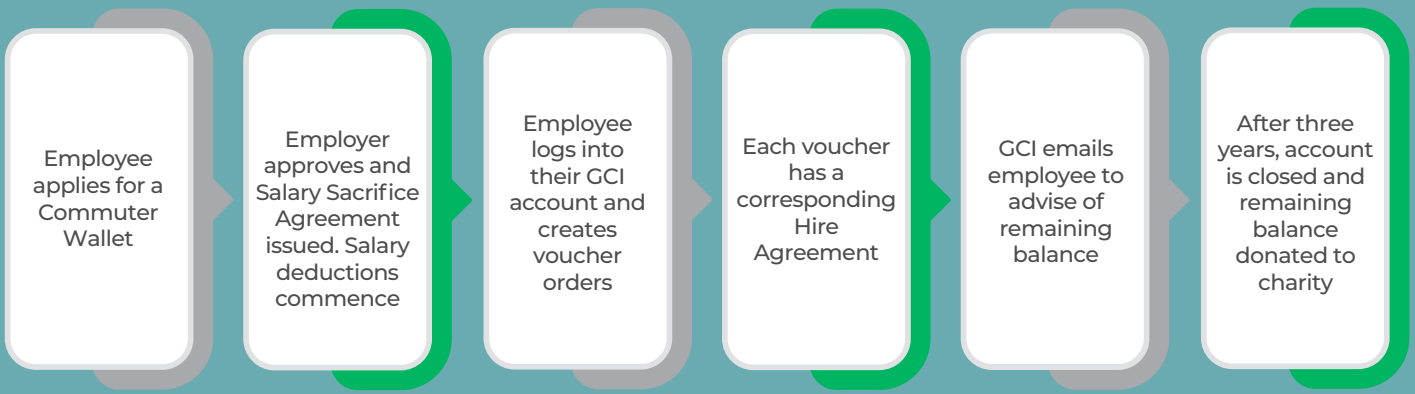 Employee
applies for a
Commuter
Wallet
Employer
approves and
Salary Sacrifice
Agreement
issued. Salary
deductions
commence
Employee
logs into
their GCI
account and
creates
voucher
orders
Each voucher
has a
corresponding
Hire
Agreement
GCI emails
employee to
advise of
remaining
balance
After three
years, account
is closed and
remaining
balance
donated to
charity